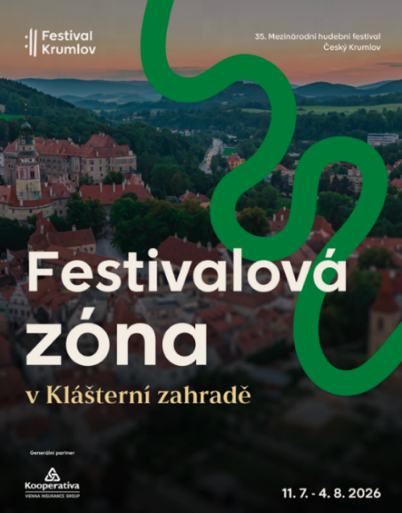 Festival
Krumlov
35. Mezinárodní hudební festival
Český Krumlov
Festivalová
zóna
v Klášterní zahradě
Generální partner
Kooperativa
VIENNA INSURANCE GROUP
11. 7. - 4. 8. 2026